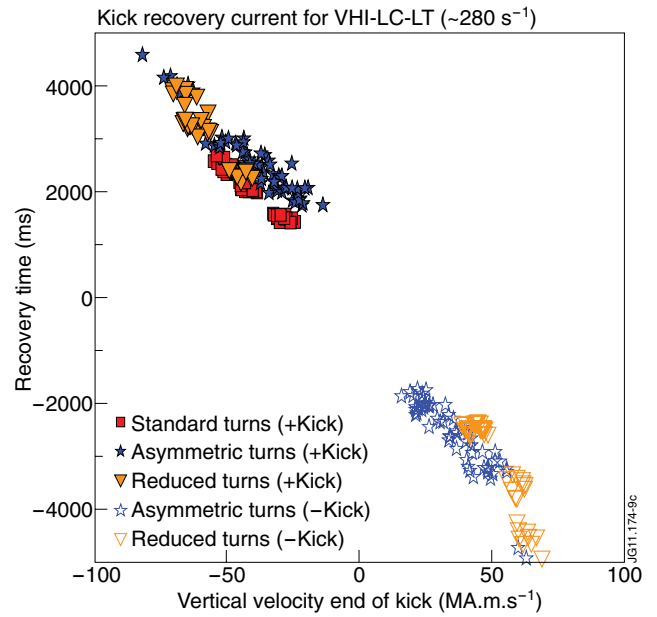 Kick recovery current for VHI-LC-LT (~280 s⁻¹)
Recovery time (ms)
4000
2000
0
−2000
−4000
Standard turns (+Kick)
Asymmetric turns (+Kick)
Reduced turns (+Kick)
Asymmetric turns (−Kick)
Reduced turns (−Kick)
JG11.174-9c
−100
−50
0
50
100
Vertical velocity end of kick (MA.m.s⁻¹)